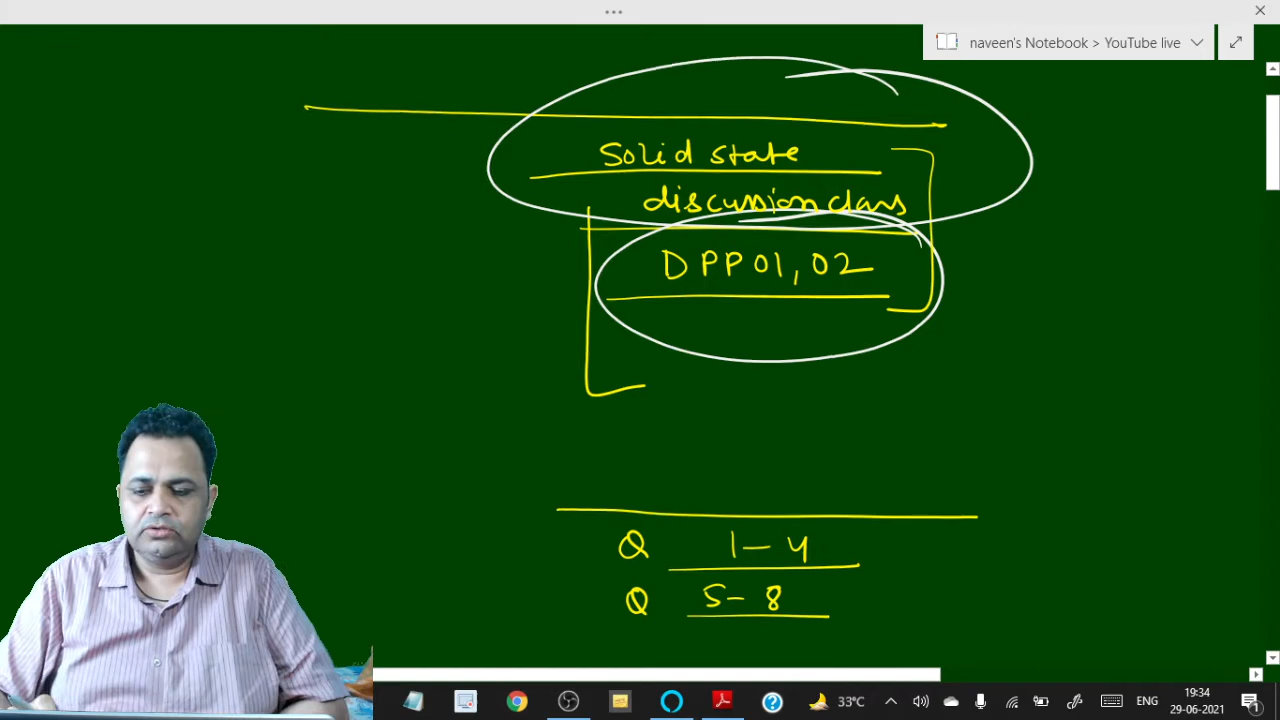 naveen's Notebook > YouTube live
Solid state
discussion class
DPP 01, 02
Q 1 - 4
Q 5 - 8
33°C
ENG
19:34
29-06-2021
1